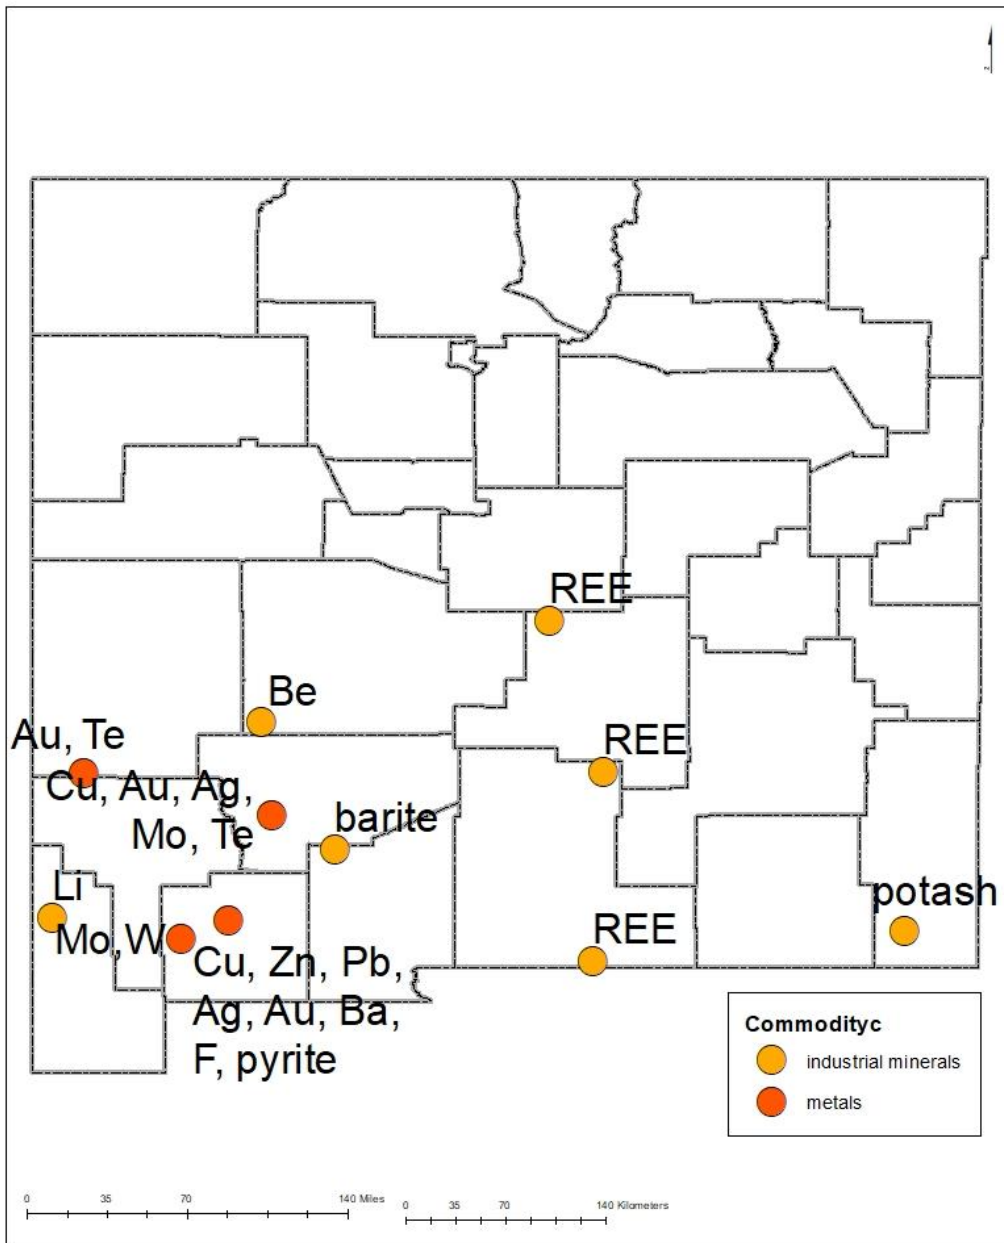 z
REE
Be
Au, Te
REE
Cu, Au, Ag,
Mo, Te
barite
Li
potash
Mo,W
REE
Cu, Zn, Pb,
Ag, Au, Ba,
F, pyrite
Commodityc
industrial minerals
metals
0 35 70 140 Miles
0 35 70 140 Kilometers